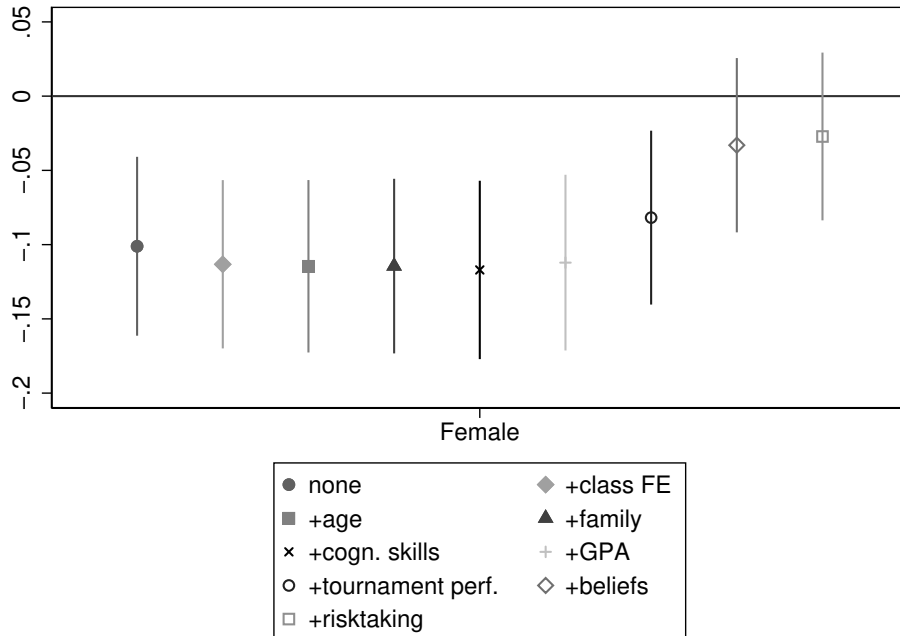 .05
0
−.05
−.1
−.15
−.2
Female
none
+class FE
+age
+family
+cogn. skills
+GPA
+tournament perf.
+beliefs
+risktaking